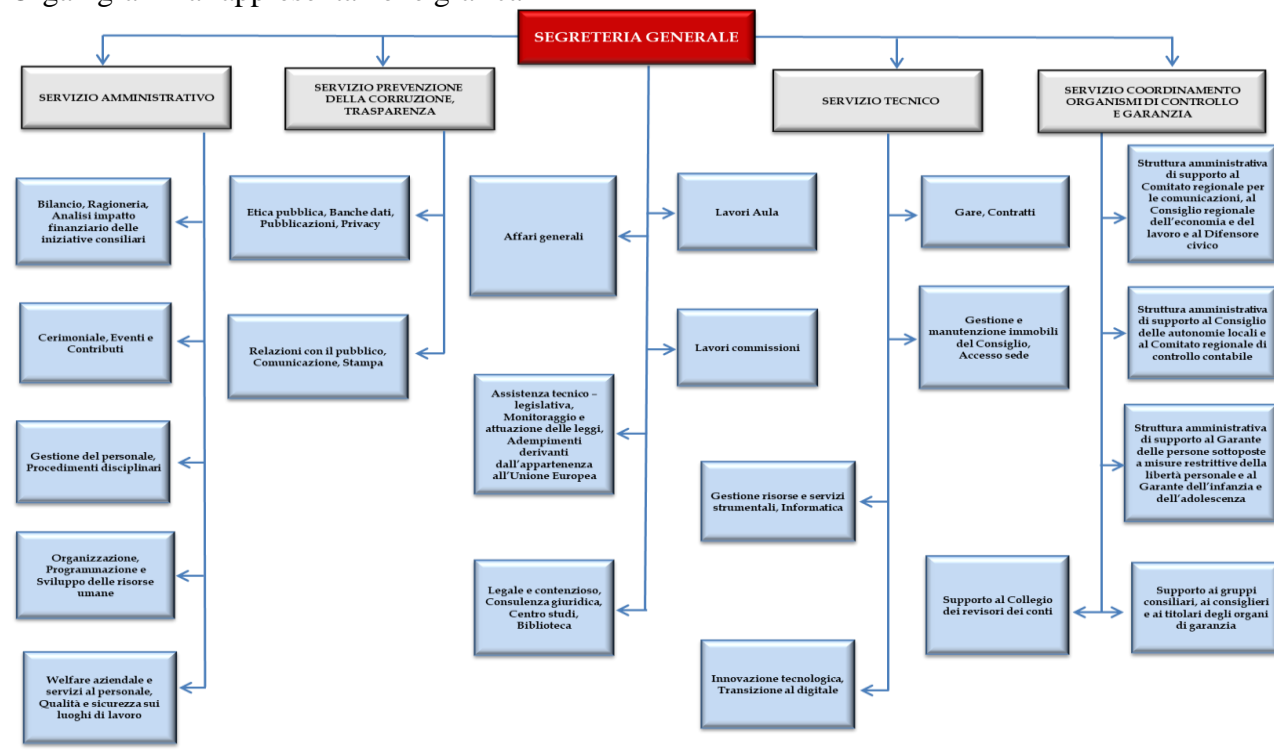 SEGRETERIA GENERALE
SERVIZIO AMMINISTRATIVO
SERVIZIO PREVENZIONE
DELLA CORRUZIONE,
TRASPARENZA
SERVIZIO TECNICO
SERVIZIO COORDINAMENTO
ORGANISMI DI CONTROLLO
E GARANZIA
Bilancio, Ragioneria,
Analisi impatto
finanziario delle
iniziative consiliari
Cerimoniale, Eventi e
Contributi
Gestione del personale,
Procedimenti disciplinari
Organizzazione,
Programmazione e
Sviluppo delle risorse
umane
Welfare aziendale e
servizi al personale,
Qualità e sicurezza sui
luoghi di lavoro
Etica pubblica, Banche dati,
Pubblicazioni, Privacy
Relazioni con il pubblico,
Comunicazione, Stampa
Affari generali
Assistenza tecnico –
legislativa,
Monitoraggio e
attuazione delle leggi,
Adempimenti
derivanti
dall'appartenenza
all'Unione Europea
Legale e contenzioso,
Consulenza giuridica,
Centro studi,
Biblioteca
Lavori Aula
Lavori commissioni
Gare, Contratti
Gestione e
manutenzione immobili
del Consiglio,
Accesso sede
Gestione risorse e servizi
strumentali, Informatica
Innovazione tecnologica,
Transizione al digitale
Struttura amministrativa
di supporto al
Comitato regionale per
le comunicazioni, al
Consiglio regionale
dell'economia e del
lavoro e al Difensore
civico
Struttura amministrativa
di supporto al Consiglio
delle autonomie locali e
al Comitato regionale di
controllo contabile
Struttura amministrativa
di supporto al Garante
delle persone sottoposte
a misure restrittive della
libertà personale e al
Garante dell'infanzia e
dell'adolescenza
Supporto al Collegio
dei revisori dei conti
Supporto ai gruppi
consiliari, ai consiglieri
e ai titolari degli organi
di garanzia